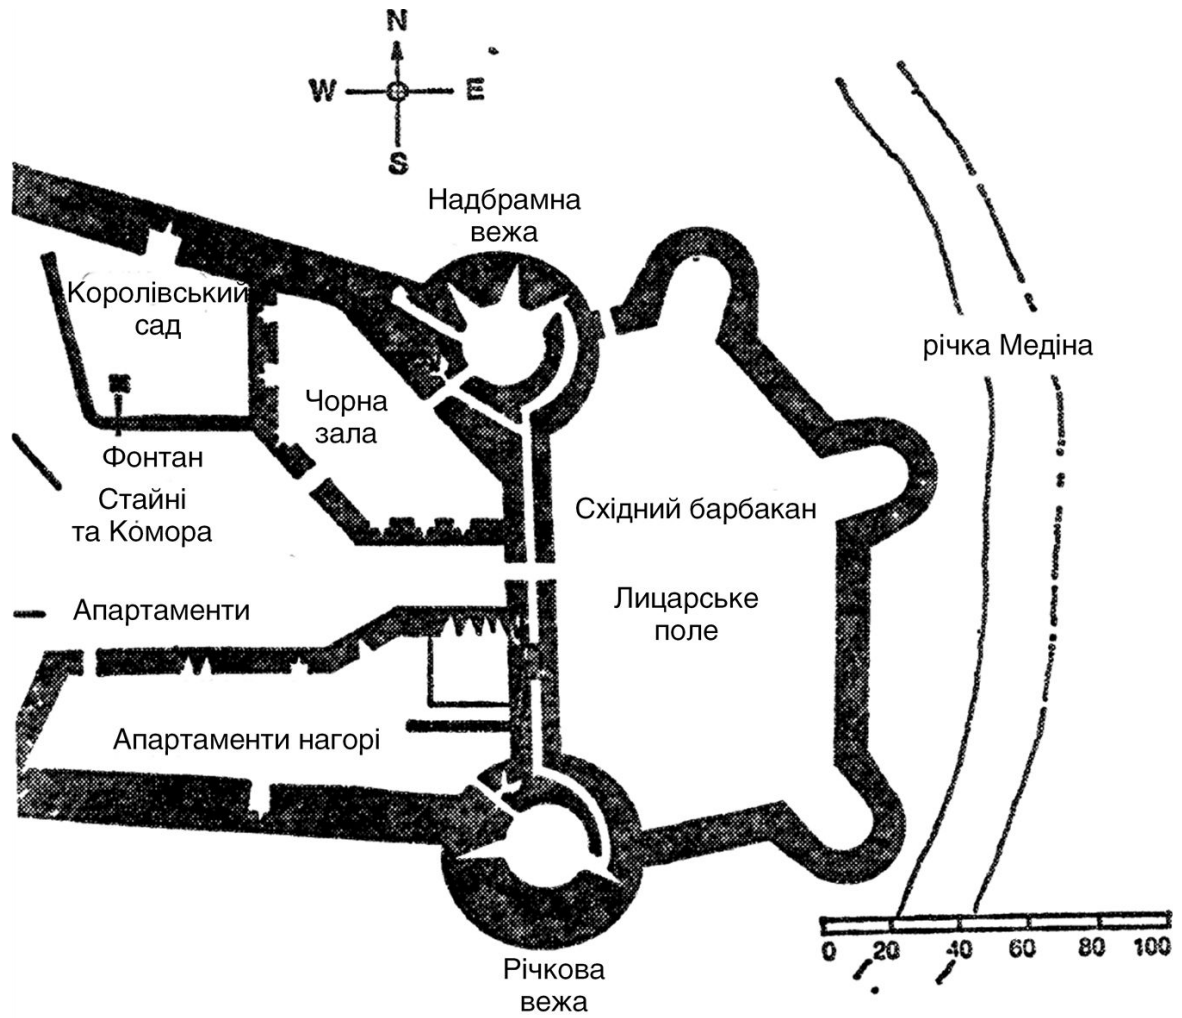 N
W E
S
Надбрамна
вежа
Королівський
сад
річка Медіна
Чорна
зала
Фонтан
Стайні
та Комора
Східний барбакан
Апартаменти
Лицарське
поле
Апартаменти нагорі
0 20 40 60 80 100
Річкова
вежа